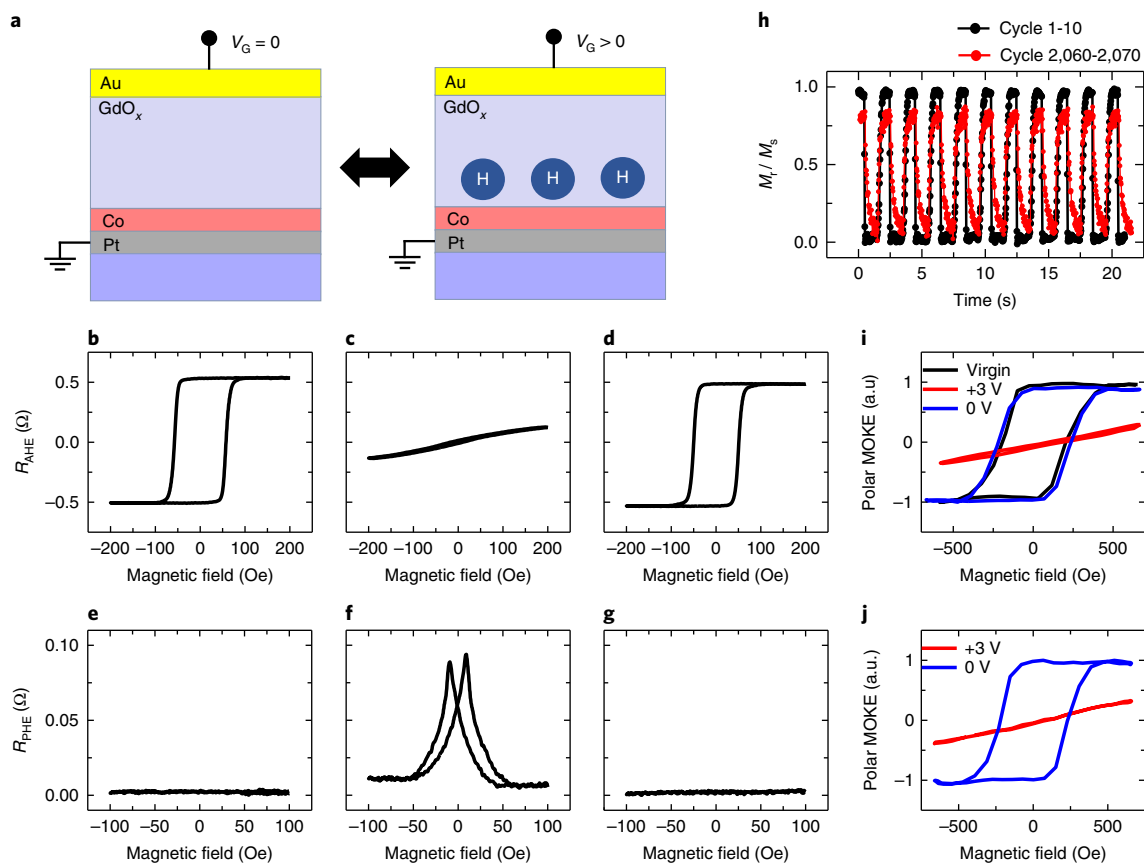 a
V_G = 0
V_G > 0
Au
GdO_x
Co
Pt
Au
GdO_x
H H H
Co
Pt
h
Cycle 1-10
Cycle 2,060-2,070
M_r / M_s
1.0
0.5
0.0
0 5 10 15 20
Time (s)
b
R_AHE (Ω)
0.5
0.0
−0.5
−200 −100 0 100 200
Magnetic field (Oe)
c
−200 −100 0 100 200
Magnetic field (Oe)
d
−200 −100 0 100 200
Magnetic field (Oe)
i
Virgin
+3 V
0 V
Polar MOKE (a.u)
1
0
−1
−500 0 500
Magnetic field (Oe)
e
R_PHE (Ω)
0.10
0.05
0.00
−100 −50 0 50 100
Magnetic field (Oe)
f
−100 −50 0 50 100
Magnetic field (Oe)
g
−100 −50 0 50 100
Magnetic field (Oe)
j
+3 V
0 V
Polar MOKE (a.u.)
1
0
−1
−500 0 500
Magnetic field (Oe)